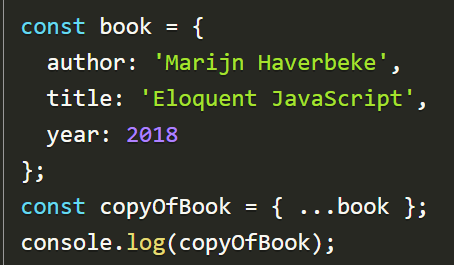 const book = {
  author: 'Marijn Haverbeke',
  title: 'Eloquent JavaScript',
  year: 2018
};
const copyOfBook = { ...book };
console.log(copyOfBook);